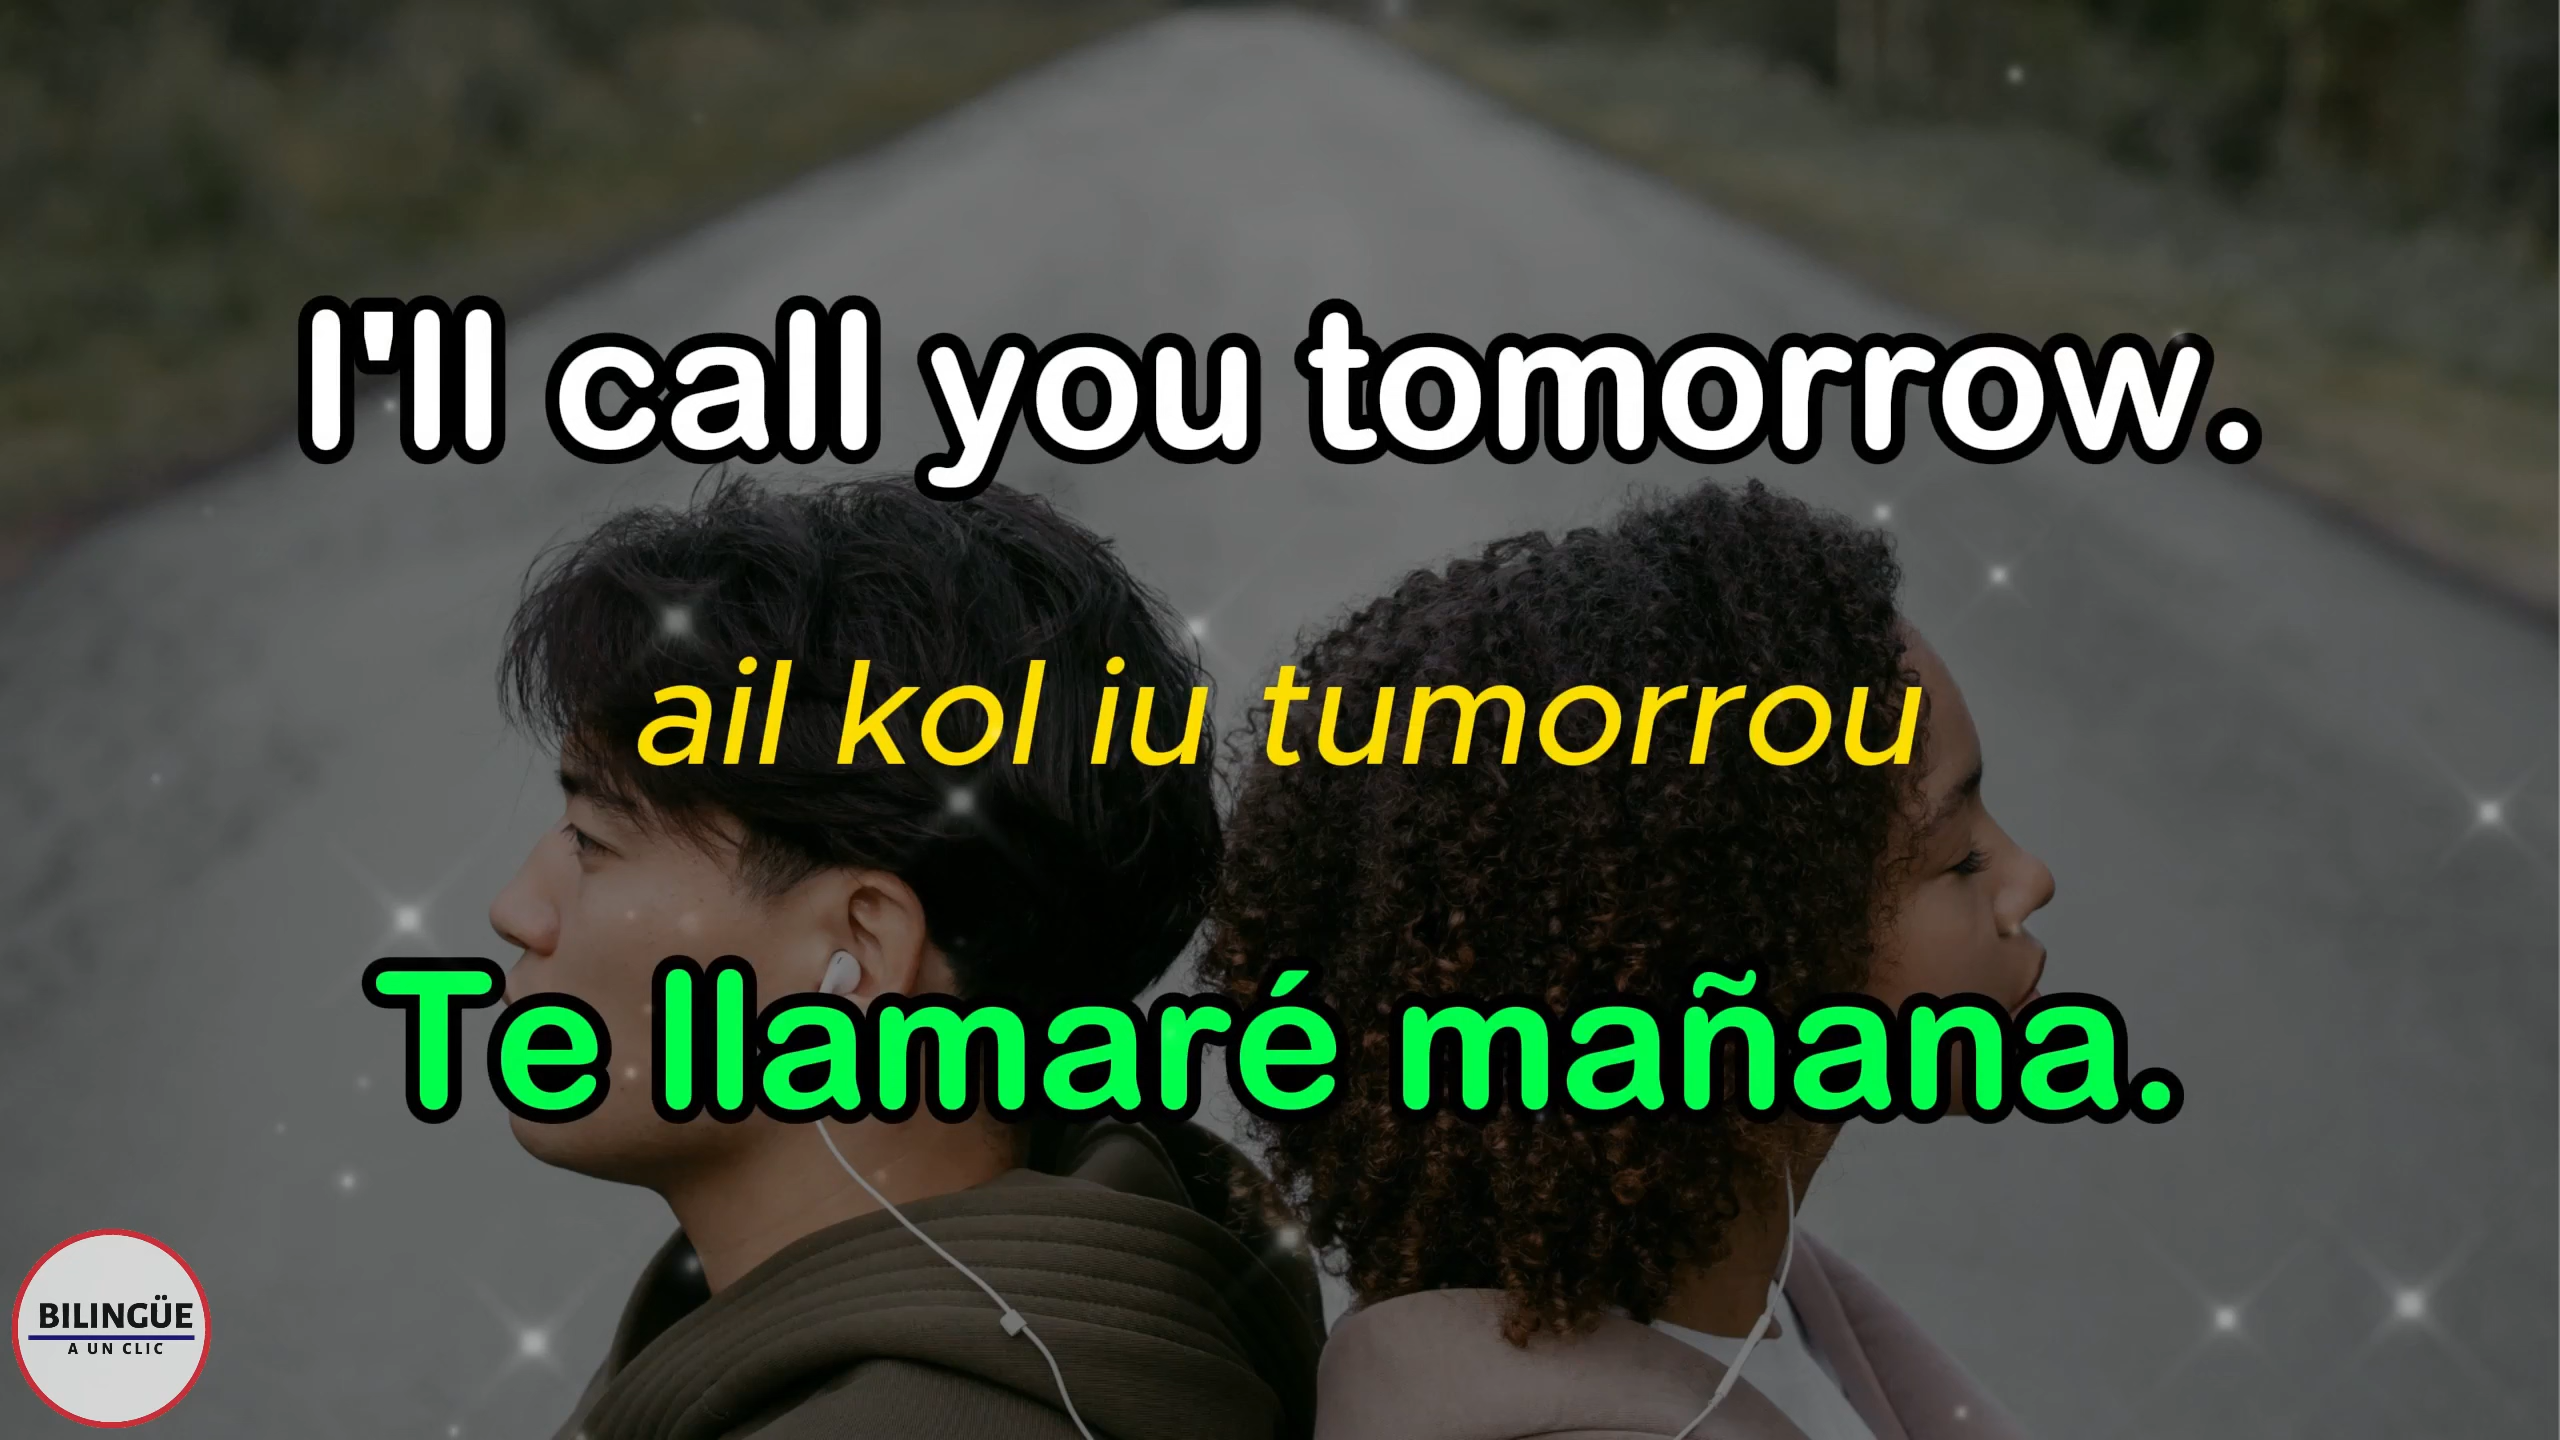 I'll call you tomorrow.
ail kol iu tumorrou
Te llamaré mañana.
BILINGÜE
A UN CLIC